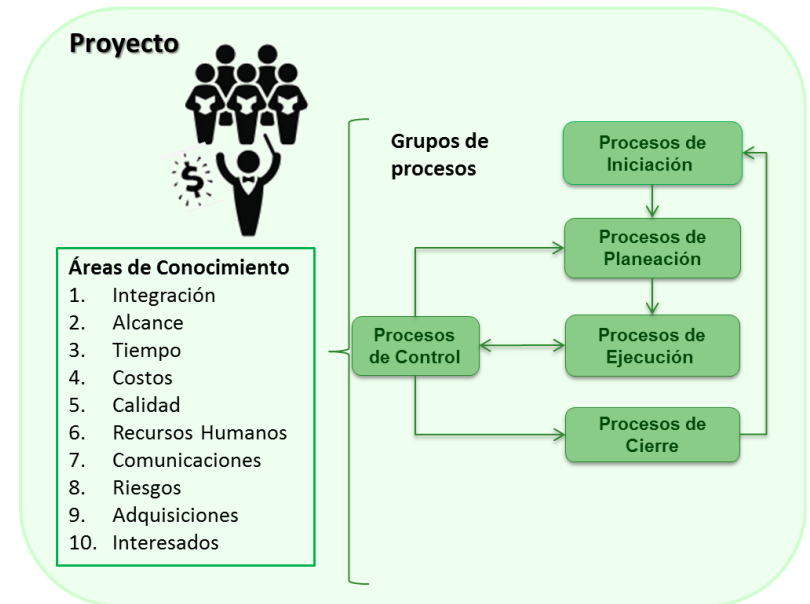 Proyecto
$
Áreas de Conocimiento
1. Integración
2. Alcance
3. Tiempo
4. Costos
5. Calidad
6. Recursos Humanos
7. Comunicaciones
8. Riesgos
9. Adquisiciones
10. Interesados
Grupos de
procesos
Procesos de
Iniciación
Procesos de
Planeación
Procesos
de Control
Procesos de
Ejecución
Procesos de
Cierre